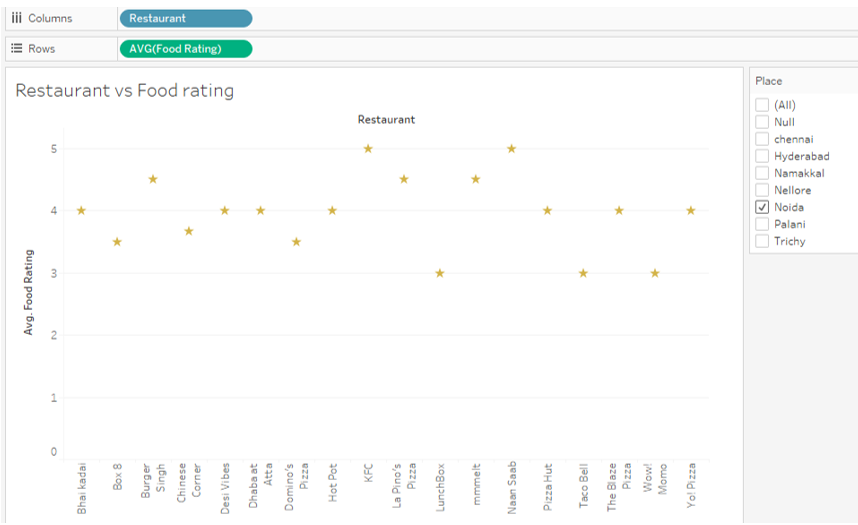 Columns
Restaurant
Rows
AVG(Food Rating)
Restaurant vs Food rating
Restaurant
Avg. Food Rating
5
4
3
2
1
0
Bhai kadai
Box 8
Burger
Singh
Chinese
Corner
Desi Vibes
Dhaba at
Atta
Domino's
Pizza
Hot Pot
KFC
La Pino's
Pizza
LunchBox
mmmelt
Naan Saab
Pizza Hut
Taco Bell
The Blaze
Pizza
Wow!
Momo
Yo! Pizza
Place
(All)
Null
chennai
Hyderabad
Namakkal
Nellore
Noida
Palani
Trichy